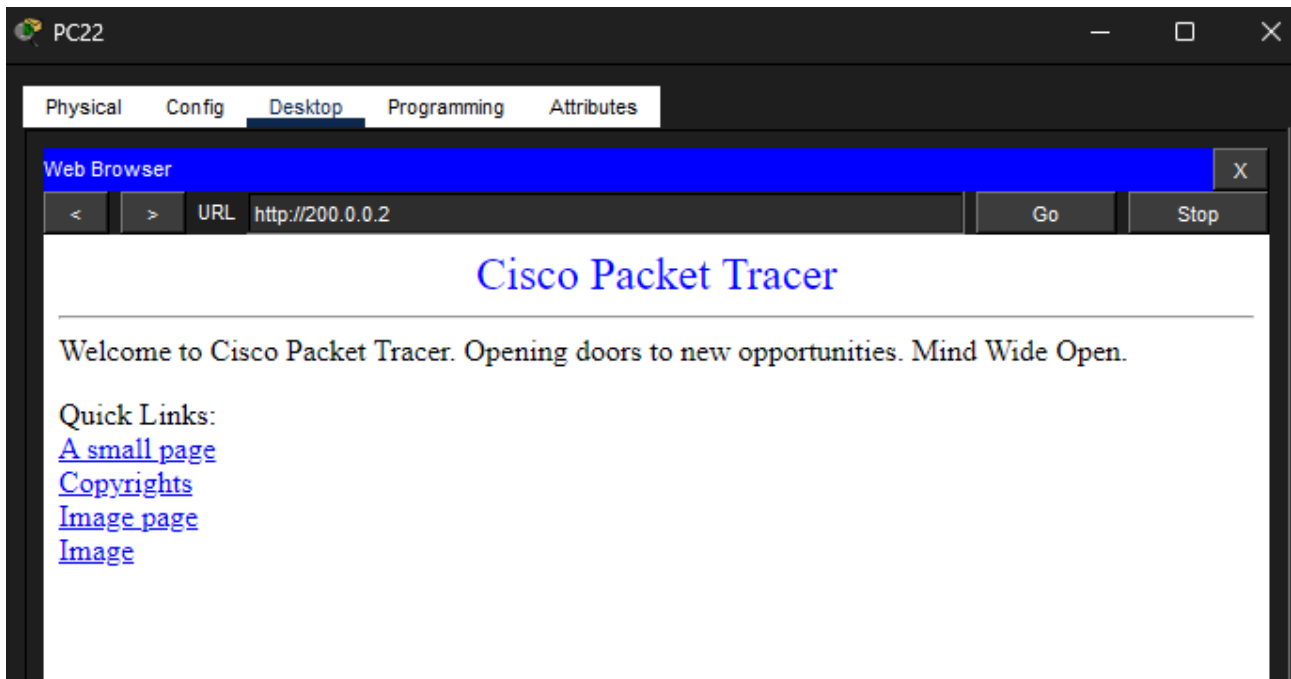 PC22
Physical Config Desktop Programming Attributes
Web Browser X
< > URL http://200.0.0.2 Go Stop
Cisco Packet Tracer
Welcome to Cisco Packet Tracer. Opening doors to new opportunities. Mind Wide Open.
Quick Links:
A small page
Copyrights
Image page
Image